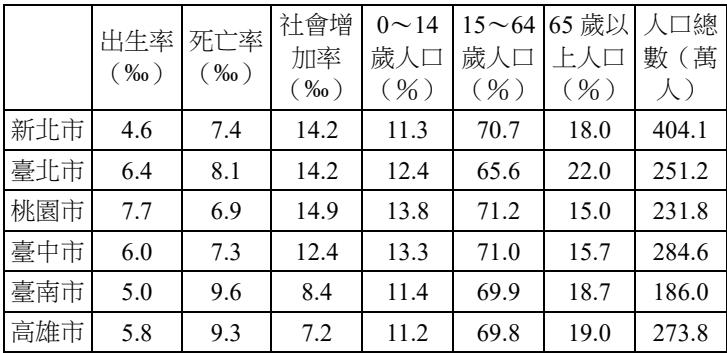 出生率（‰） 死亡率（‰） 社會增加率（‰） 0～14歲人口（％） 15～64歲人口（％） 65 歲以上人口（％） 人口總數（萬人）
新北市 4.6 7.4 14.2 11.3 70.7 18.0 404.1
臺北市 6.4 8.1 14.2 12.4 65.6 22.0 251.2
桃園市 7.7 6.9 14.9 13.8 71.2 15.0 231.8
臺中市 6.0 7.3 12.4 13.3 71.0 15.7 284.6
臺南市 5.0 9.6 8.4 11.4 69.9 18.7 186.0
高雄市 5.8 9.3 7.2 11.2 69.8 19.0 273.8